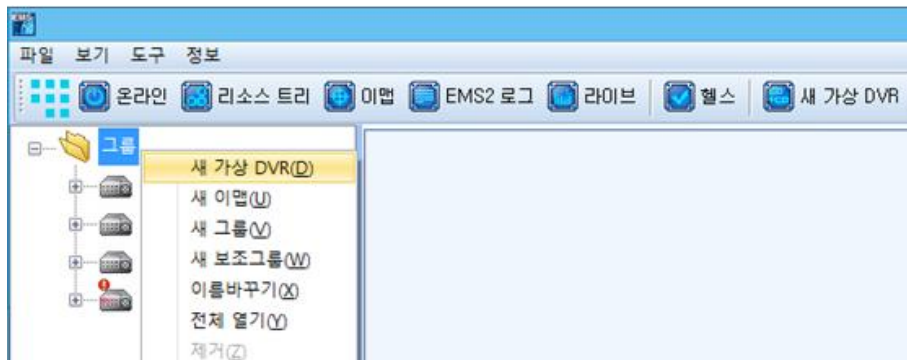 EMS
파일 보기 도구 정보
온라인 리소스 트리 이맵 EMS2 로그 라이브 헬스 새 가상 DVR
그룹
새 가상 DVR(D)
새 이맵(U)
새 그룹(V)
새 보조그룹(W)
이름바꾸기(X)
전체 열기(Y)
제거(Z)